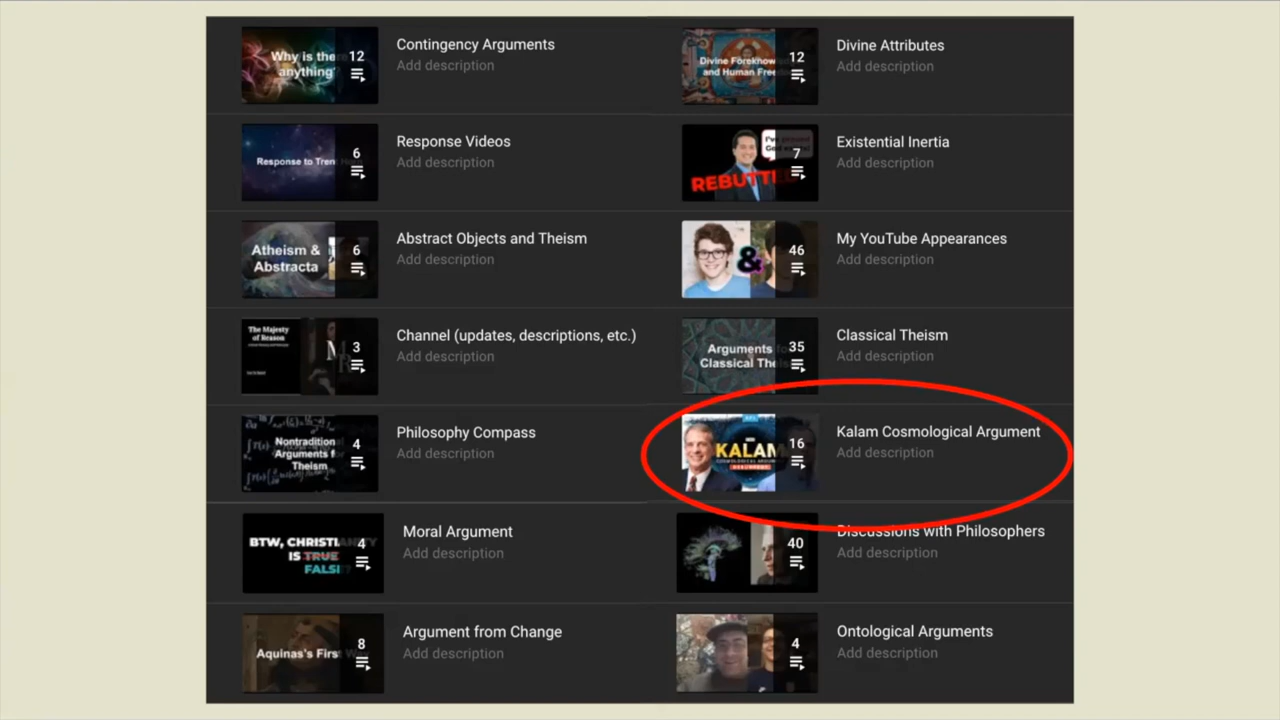 Why is the
anything
12
Contingency Arguments
Add description
Divine Foreknow
and Human Free
12
Divine Attributes
Add description
Response to Tren
6
Response Videos
Add description
REBUTTE
7
Existential Inertia
Add description
Atheism &
Abstracta
6
Abstract Objects and Theism
Add description
&
46
My YouTube Appearances
Add description
The Majesty
of Reason
3
Channel (updates, descriptions, etc.)
Add description
Arguments
Classical The
35
Classical Theism
Add description
Nontradition
Arguments f
Theism
4
Philosophy Compass
Add description
KALAM
16
Kalam Cosmological Argument
Add description
BTW, CHRISTIANITY
IS TRUE
FALSE
4
Moral Argument
Add description
40
Discussions with Philosophers
Add description
Aquinas's First W
8
Argument from Change
Add description
4
Ontological Arguments
Add description